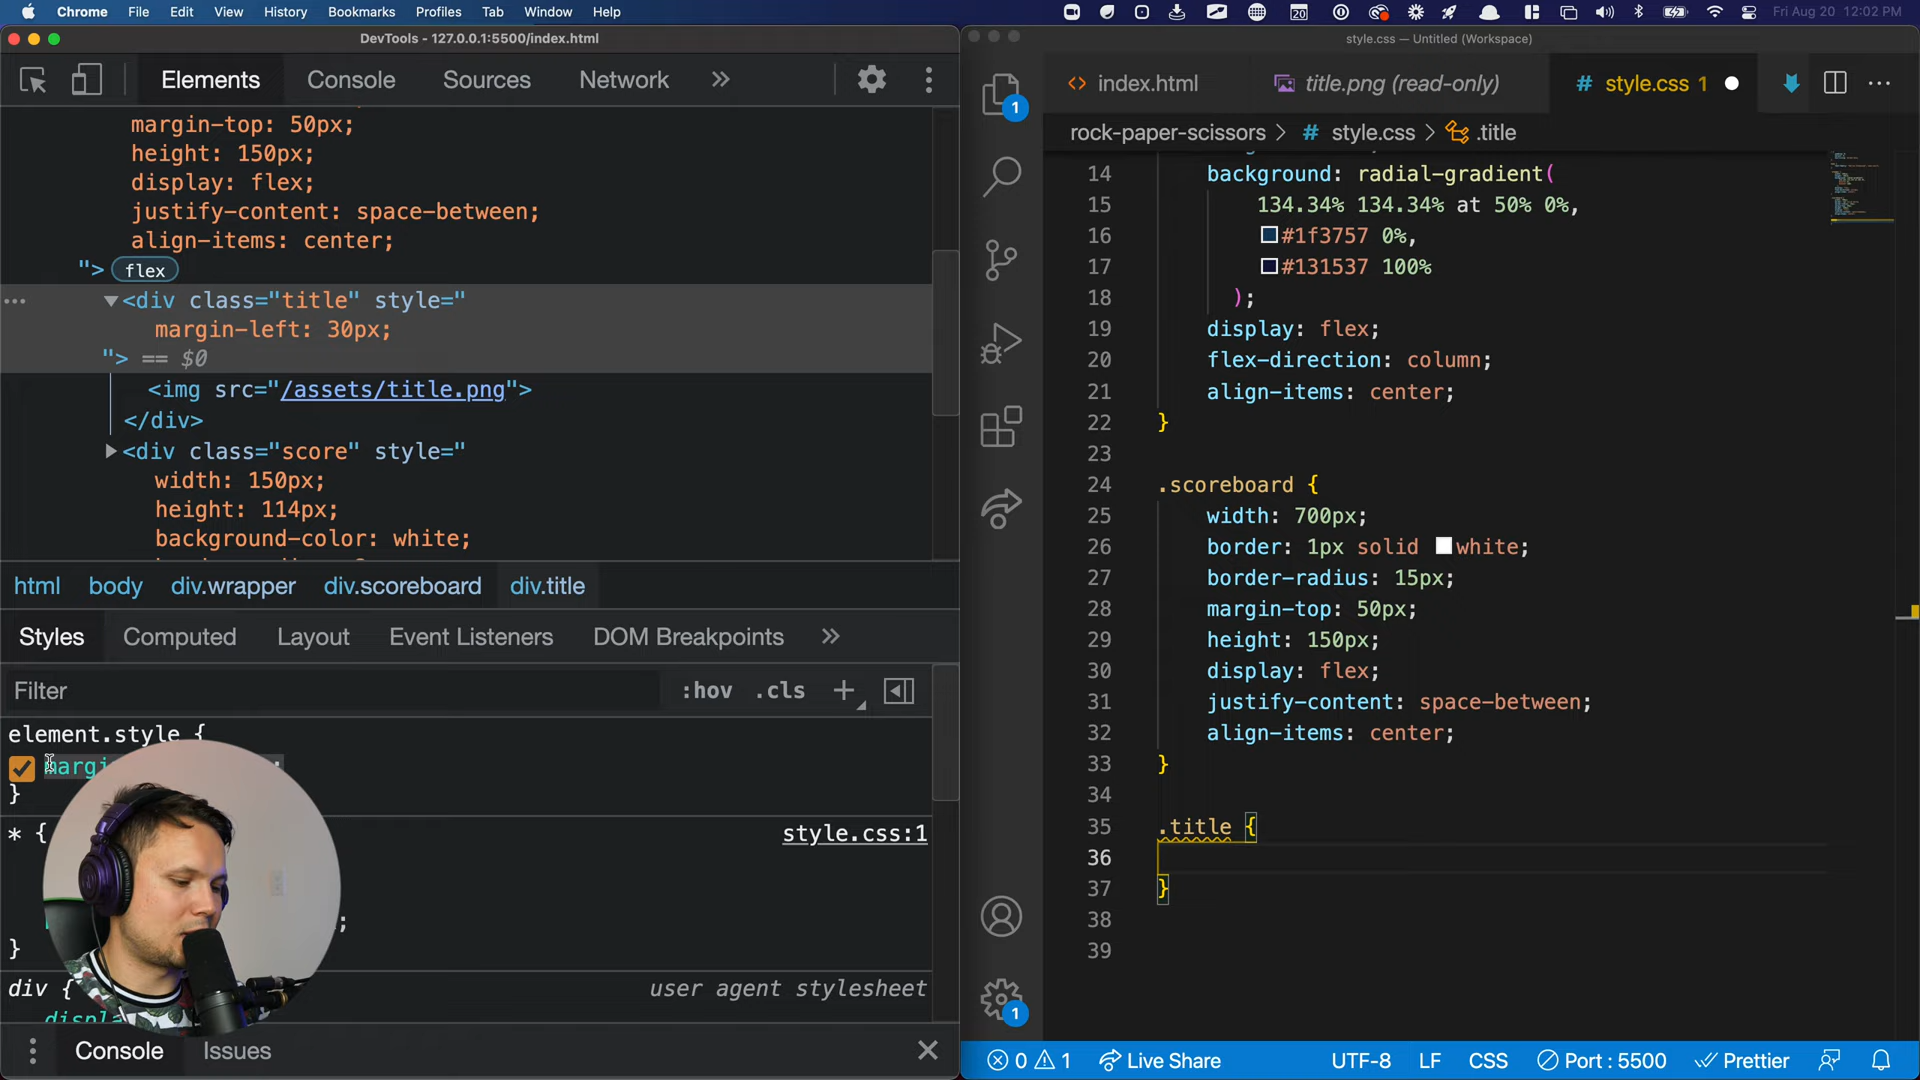 Chrome File Edit View History Bookmarks Profiles Tab Window Help
20
Fri Aug 20 12:02 PM
DevTools - 127.0.0.1:5500/index.html
Elements Console Sources Network »
margin-top: 50px;
height: 150px;
display: flex;
justify-content: space-between;
align-items: center;
"> flex
<div class="title" style="
margin-left: 30px;
"> == $0
<img src="/assets/title.png">
</div>
<div class="score" style="
width: 150px;
height: 114px;
background-color: white;
html body div.wrapper div.scoreboard div.title
Styles Computed Layout Event Listeners DOM Breakpoints »
Filter :hov .cls +
element.style {
margi
}
* { style.css:1
;
}
div { user agent stylesheet
displa
Console Issues
style.css — Untitled (Workspace)
index.html title.png (read-only) # style.css 1
rock-paper-scissors > # style.css > .title
1
14 background: radial-gradient(
15 134.34% 134.34% at 50% 0%,
16 #1f3757 0%,
17 #131537 100%
18 );
19 display: flex;
20 flex-direction: column;
21 align-items: center;
22 }
23
24 .scoreboard {
25 width: 700px;
26 border: 1px solid white;
27 border-radius: 15px;
28 margin-top: 50px;
29 height: 150px;
30 display: flex;
31 justify-content: space-between;
32 align-items: center;
33 }
34
35 .title {
36
37 }
38
39
1
0 1 Live Share UTF-8 LF CSS Port : 5500 Prettier